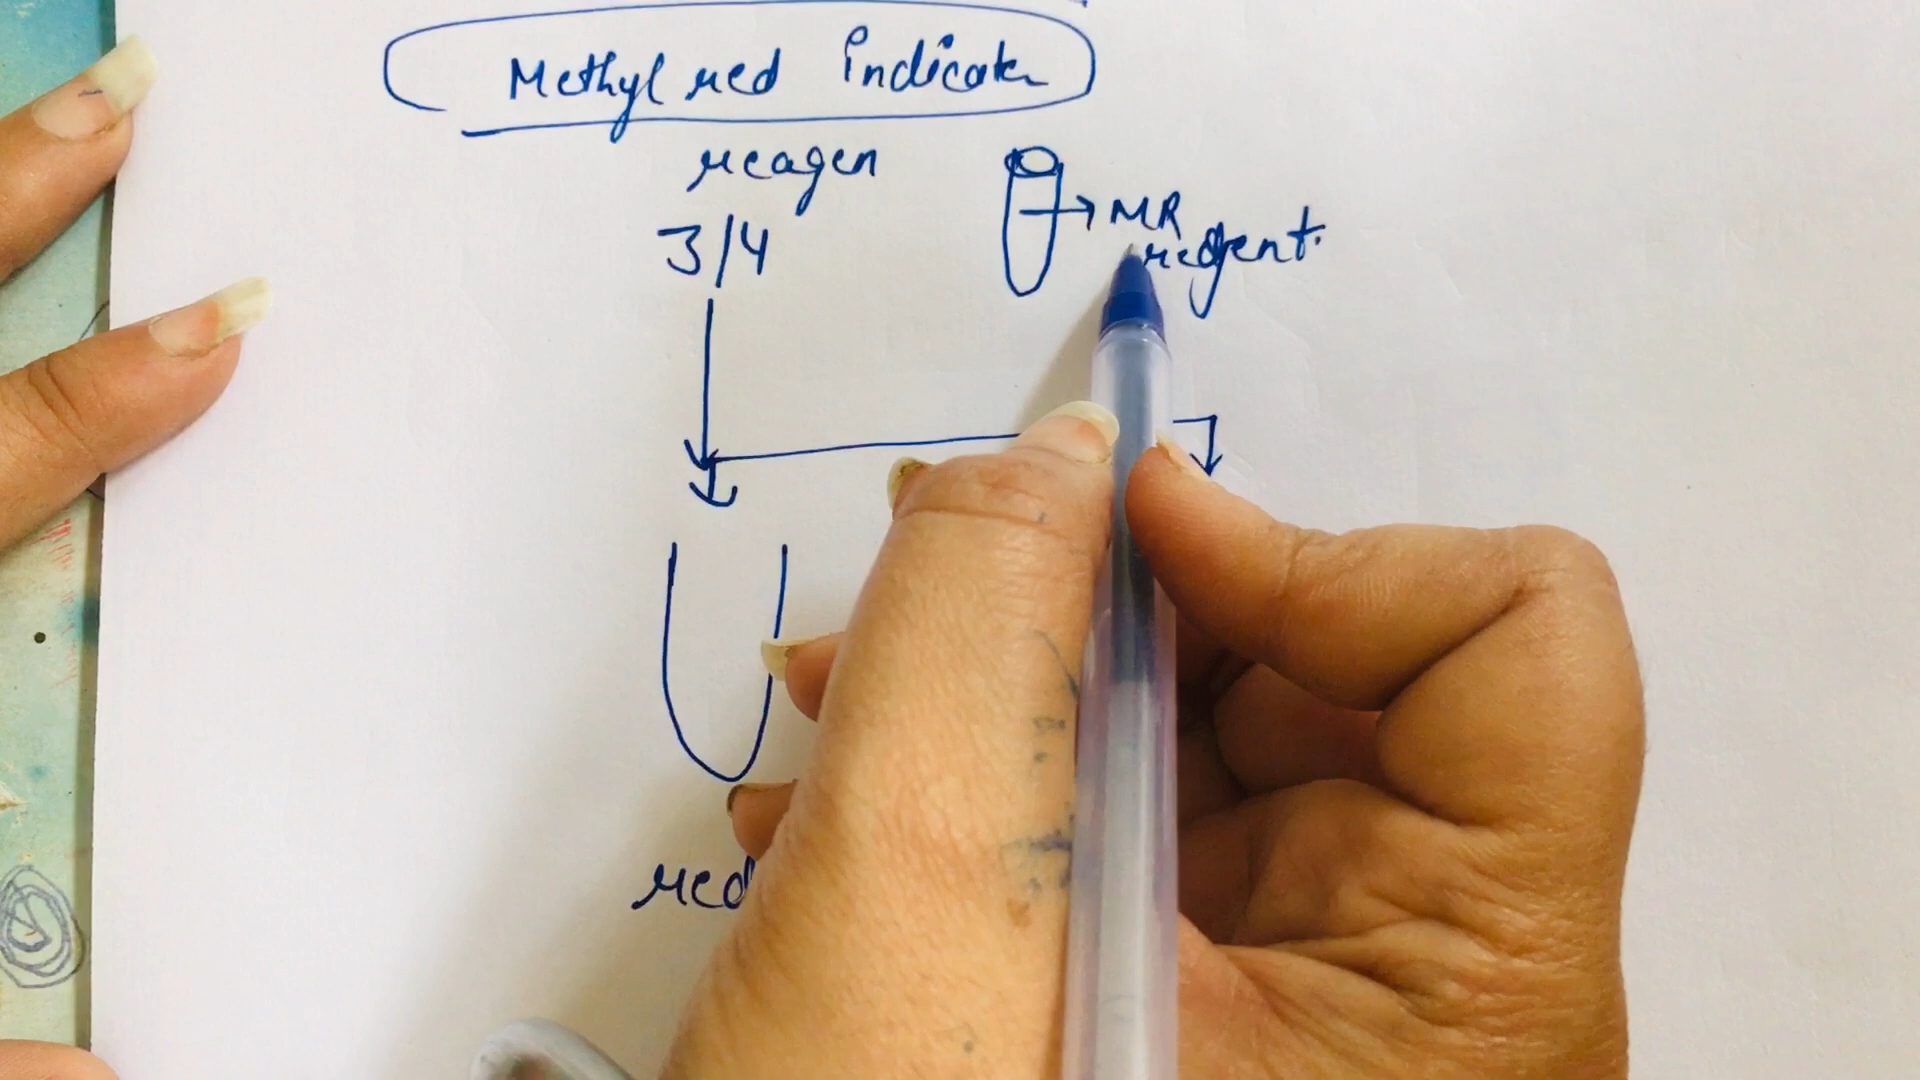 Methyl red indicator
reagen
3/4
MR
reagent.
red